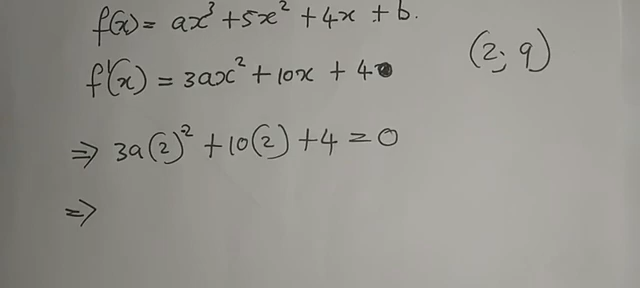 f(x) = ax³ + 5x² + 4x + b.
(2; 9)
f'(x) = 3ax² + 10x + 4
⇒ 3a(2)² + 10(2) + 4 = 0
⇒